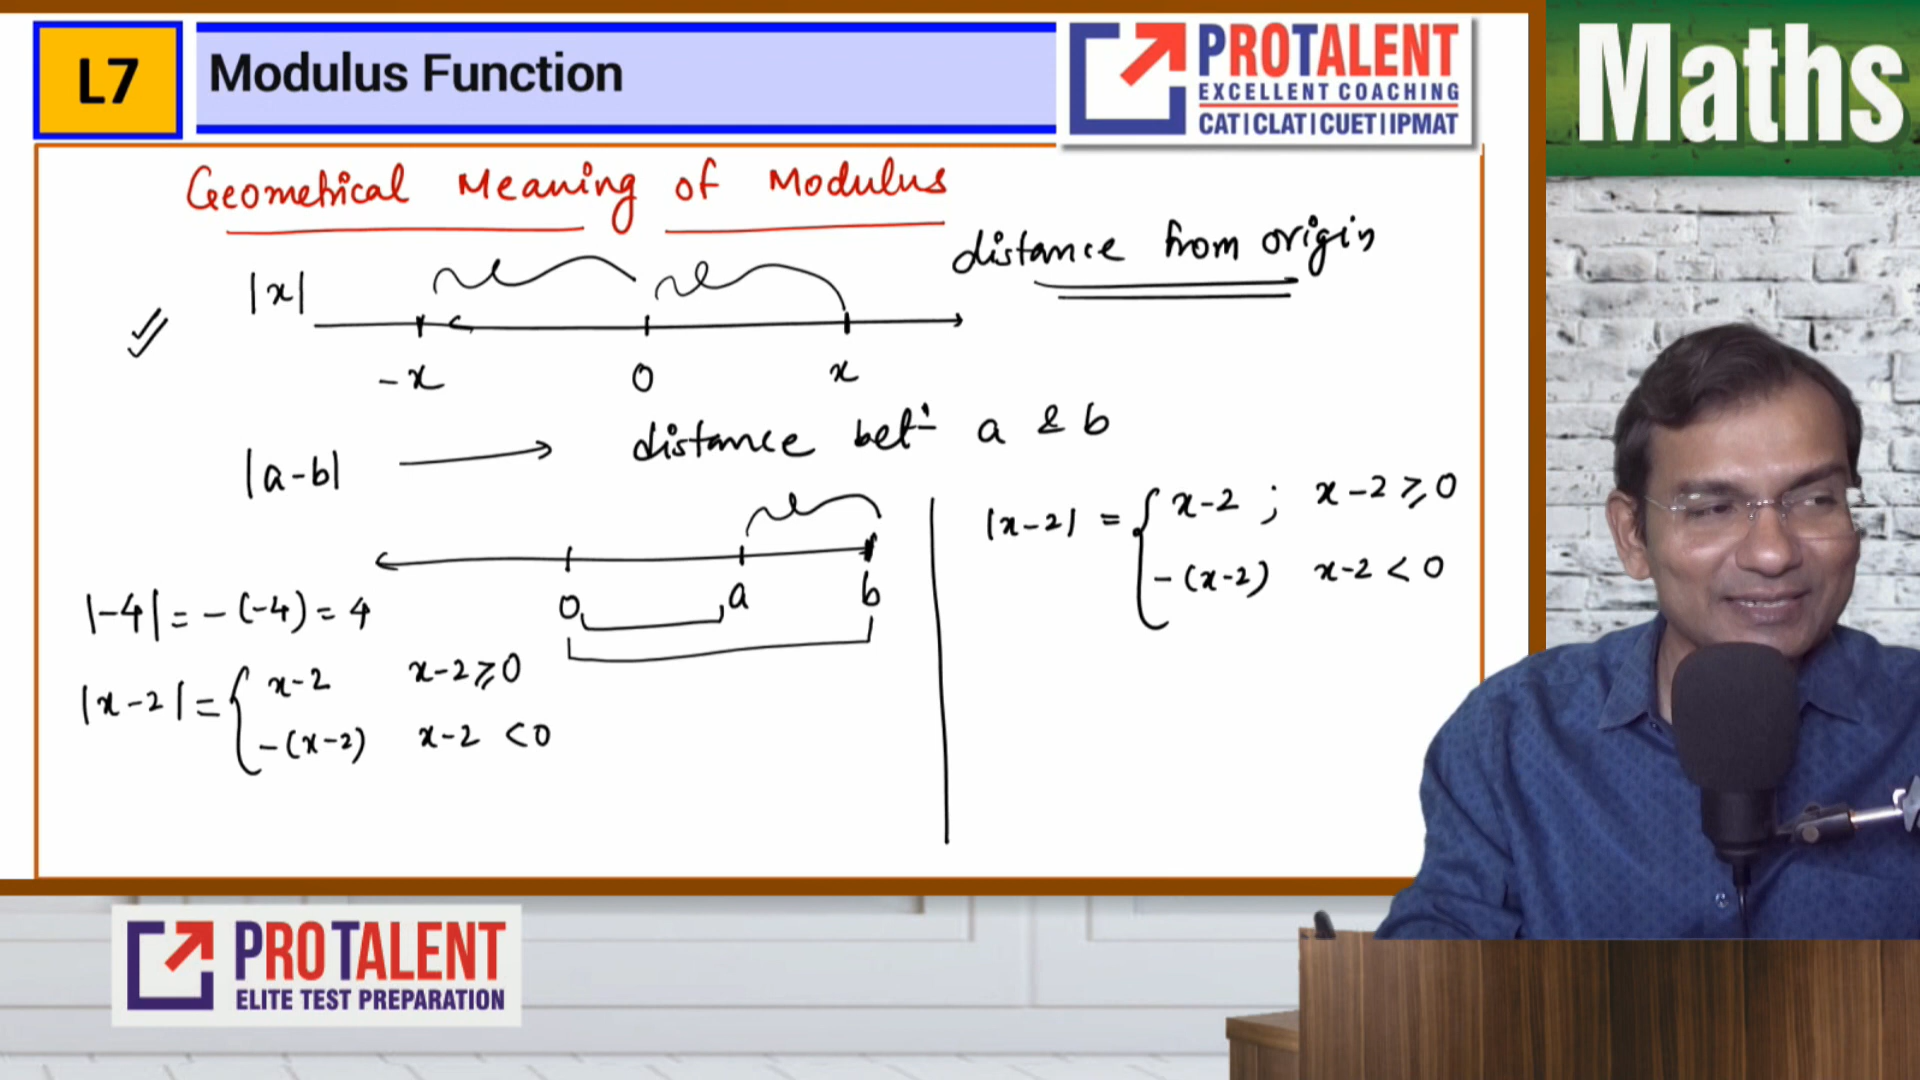 L7
Modulus Function
PROTALENT
EXCELLENT COACHING
CAT|CLAT|CUET|IPMAT
Maths
Geometrical Meaning of Modulus
distance from origin
|x|
-x 0 x
|a-b| → distance betⁿ a & b
0 a b
|-4| = -(-4) = 4
|x-2| = { x-2 x-2 ⩾ 0
-(x-2) x-2 < 0
|x-2| = { x-2 ; x-2 ⩾ 0
-(x-2) x-2 < 0
PROTALENT
ELITE TEST PREPARATION